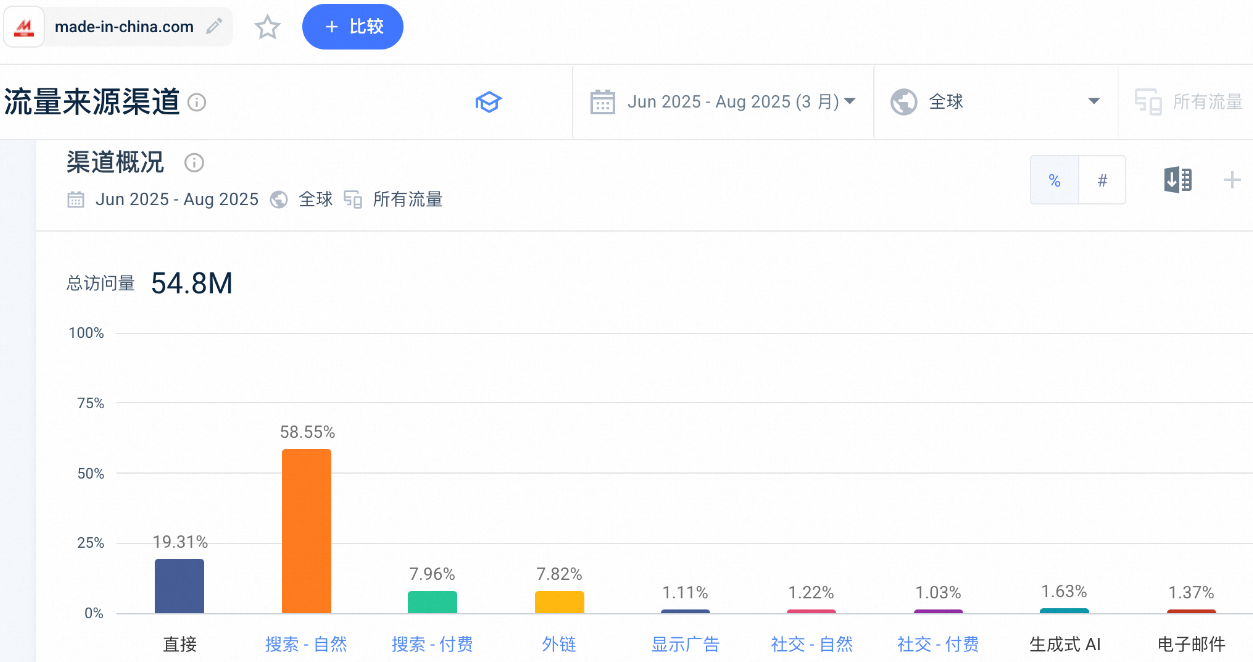 made-in-china.com
+ 比较
流量来源渠道
Jun 2025 - Aug 2025 (3 月)
全球
所有流量
渠道概况
Jun 2025 - Aug 2025 全球 所有流量
% #
总访问量 54.8M
100%
75%
50%
25%
0%
19.31% 58.55% 7.96% 7.82% 1.11% 1.22% 1.03% 1.63% 1.37%
直接 搜索 - 自然 搜索 - 付费 外链 显示广告 社交 - 自然 社交 - 付费 生成式 AI 电子邮件